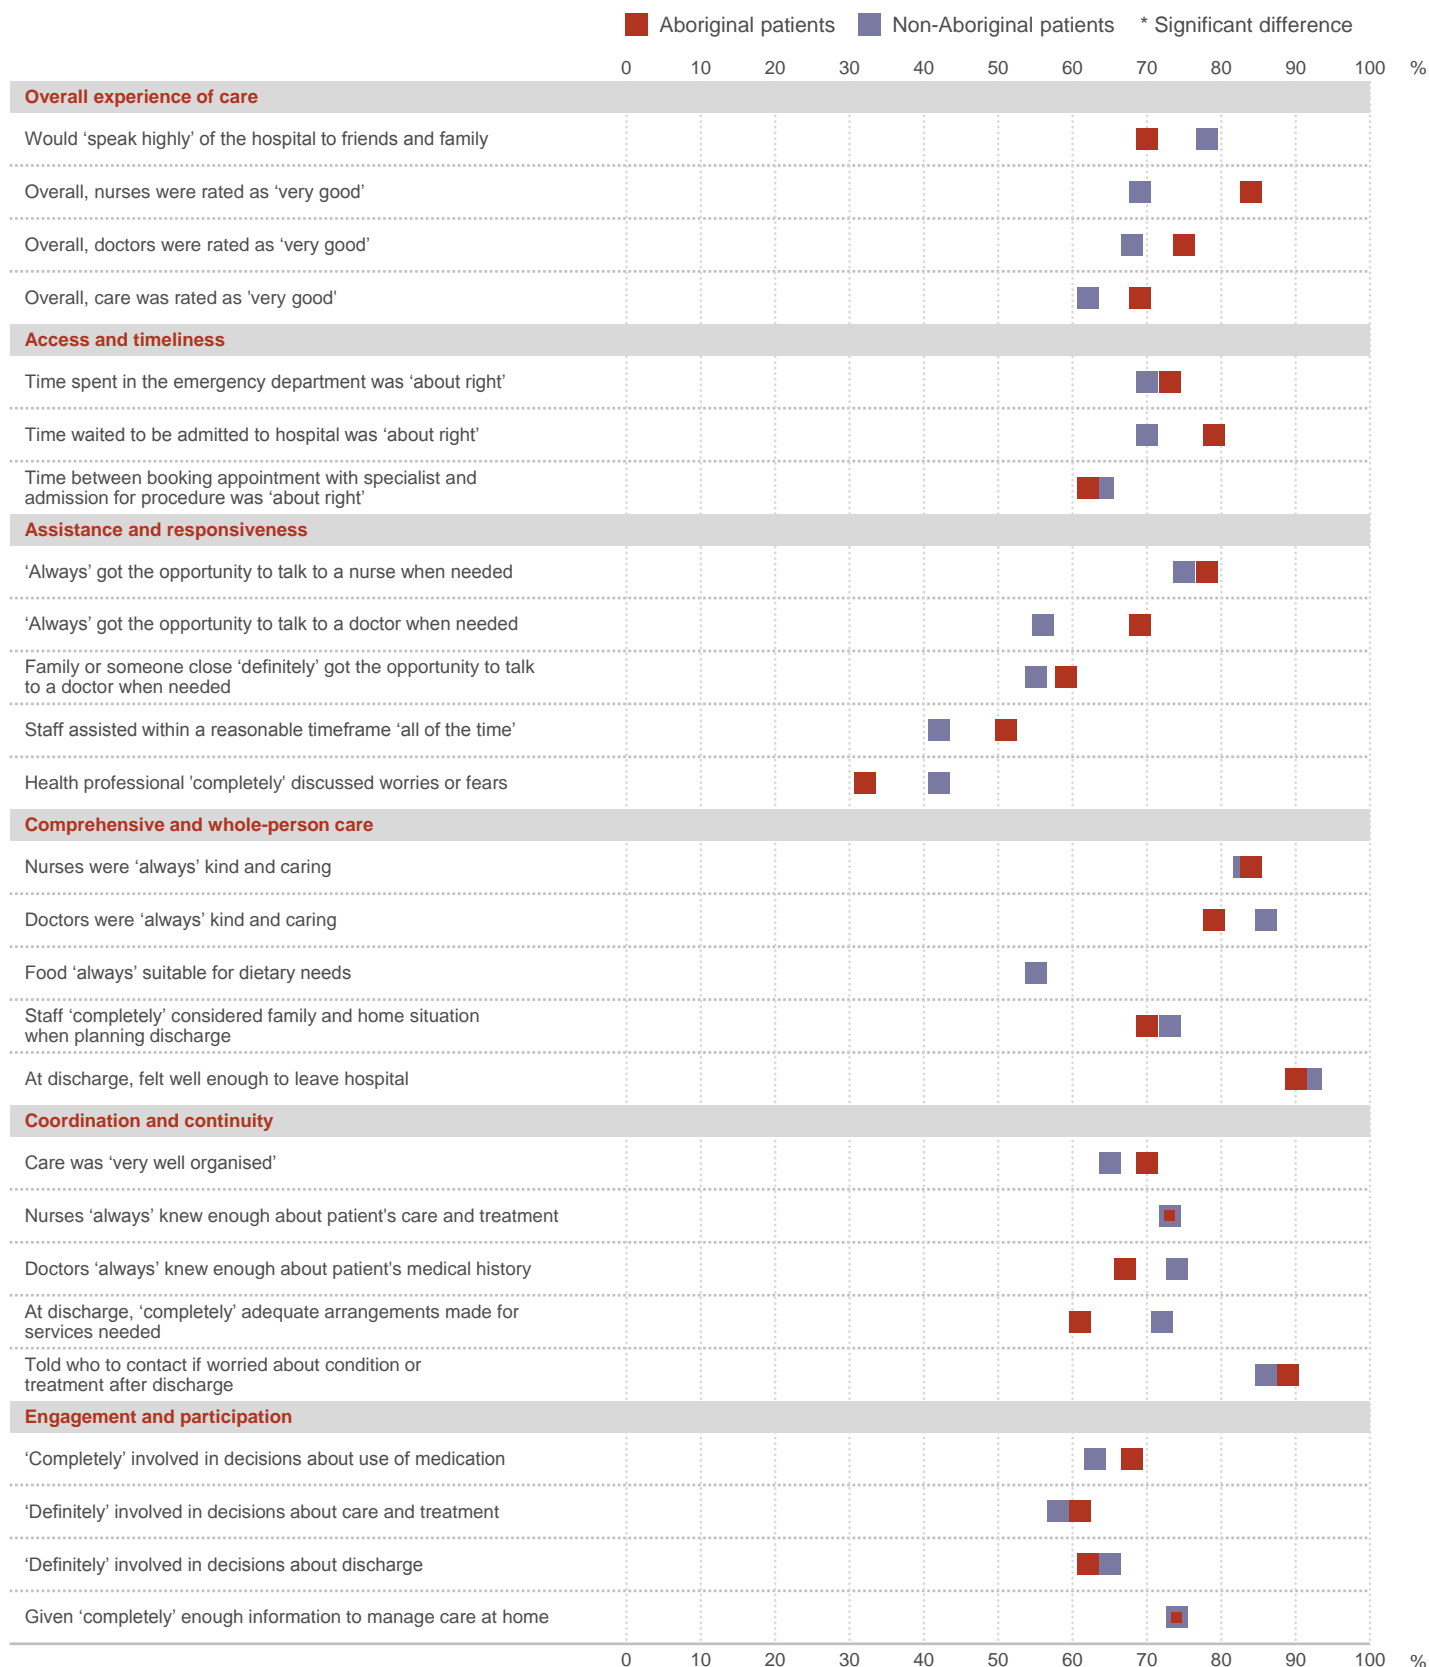 Aboriginal patients Non-Aboriginal patients * Significant difference
0 10 20 30 40 50 60 70 80 90 100 %
Overall experience of care
Would ‘speak highly’ of the hospital to friends and family
Overall, nurses were rated as ‘very good’
Overall, doctors were rated as ‘very good’
Overall, care was rated as 'very good'
Access and timeliness
Time spent in the emergency department was ‘about right’
Time waited to be admitted to hospital was ‘about right’
Time between booking appointment with specialist and
admission for procedure was ‘about right’
Assistance and responsiveness
‘Always’ got the opportunity to talk to a nurse when needed
‘Always’ got the opportunity to talk to a doctor when needed
Family or someone close ‘definitely’ got the opportunity to talk
to a doctor when needed
Staff assisted within a reasonable timeframe ‘all of the time’
Health professional 'completely' discussed worries or fears
Comprehensive and whole-person care
Nurses were ‘always’ kind and caring
Doctors were ‘always’ kind and caring
Food ‘always’ suitable for dietary needs
Staff ‘completely’ considered family and home situation
when planning discharge
At discharge, felt well enough to leave hospital
Coordination and continuity
Care was ‘very well organised’
Nurses ‘always’ knew enough about patient's care and treatment
Doctors ‘always’ knew enough about patient's medical history
At discharge, ‘completely’ adequate arrangements made for
services needed
Told who to contact if worried about condition or
treatment after discharge
Engagement and participation
‘Completely’ involved in decisions about use of medication
‘Definitely’ involved in decisions about care and treatment
‘Definitely’ involved in decisions about discharge
Given ‘completely’ enough information to manage care at home
0 10 20 30 40 50 60 70 80 90 100 %